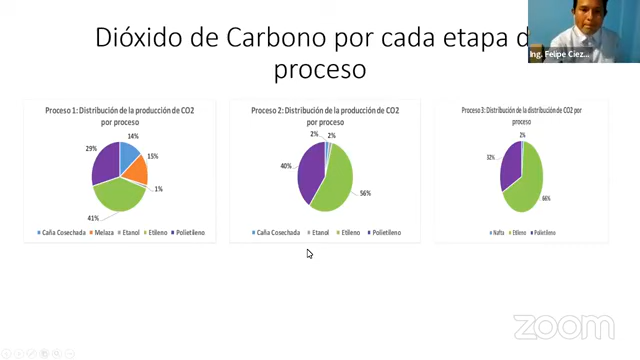 Dióxido de Carbono por cada etapa d
proceso
Ing. Felipe Ciez...
Proceso 1: Distribución de la producción de CO2
por proceso
14%
29%
15%
1%
41%
Caña Cosechada Melaza Etanol Etileno Polietileno
Proceso 2: Distribución de la producción de CO2
por proceso
2% 2%
40%
56%
Caña Cosechada Etanol Etileno Polietileno
Proceso 3: Distribución de la distribución de CO2 por
proceso
2%
32%
66%
Nafta Etileno Polietileno
zoom